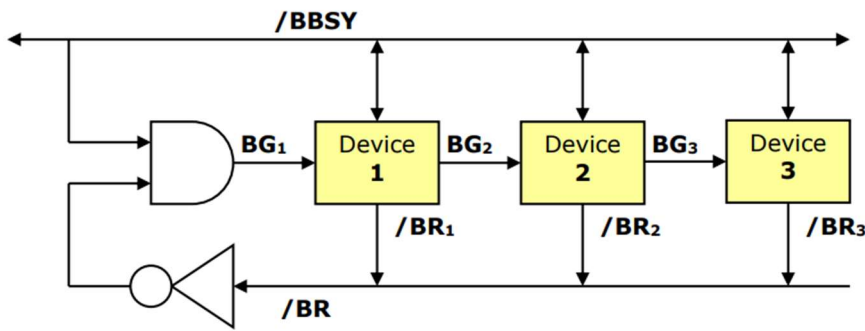 /BBSY
BG₁
Device
1
BG₂
Device
2
BG₃
Device
3
/BR₁
/BR₂
/BR₃
/BR